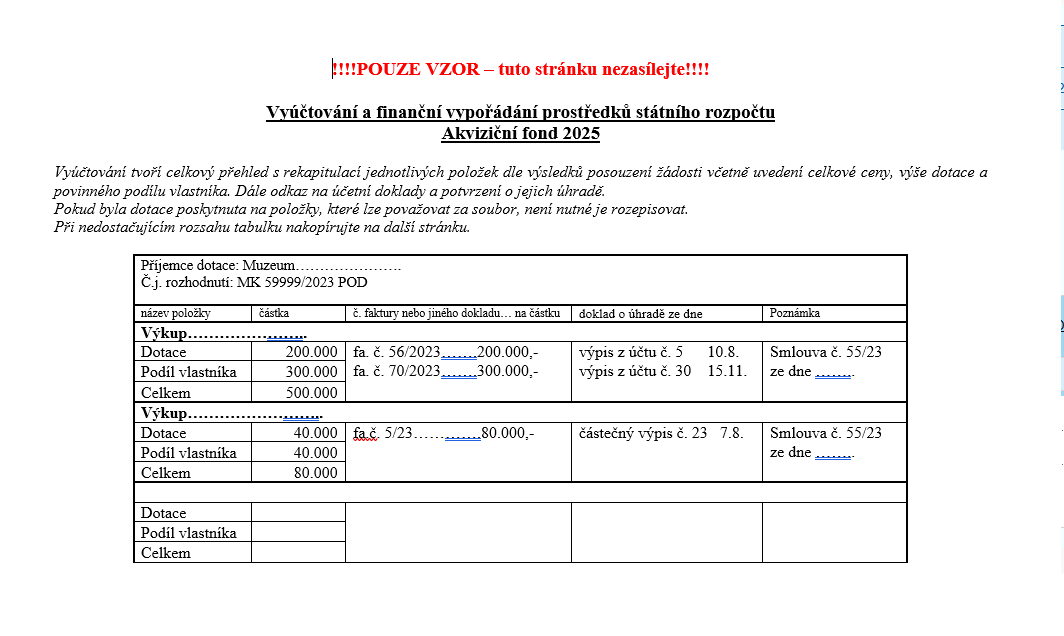 !!!!POUZE VZOR – tuto stránku nezasílejte!!!!
Vyúčtování a finanční vypořádání prostředků státního rozpočtu
Akviziční fond 2025
Vyúčtování tvoří celkový přehled s rekapitulací jednotlivých položek dle výsledků posouzení žádosti včetně uvedení celkové ceny, výše dotace a
povinného podílu vlastníka. Dále odkaz na účetní doklady a potvrzení o jejich úhradě.
Pokud byla dotace poskytnuta na položky, které lze považovat za soubor, není nutné je rozepisovat.
Při nedostačujícím rozsahu tabulku nakopírujte na další stránku.
Příjemce dotace: Muzeum………………….
Č.j. rozhodnutí: MK 59999/2023 POD
název položky částka č. faktury nebo jiného dokladu… na částku doklad o úhradě ze dne Poznámka
Výkup…………………….
Dotace 200.000 fa. č. 56/2023…….200.000,- výpis z účtu č. 5 10.8. Smlouva č. 55/23
Podíl vlastníka 300.000 fa. č. 70/2023…….300.000,- výpis z účtu č. 30 15.11. ze dne …….
Celkem 500.000
Výkup……………………….
Dotace 40.000 fa č. 5/23…………..80.000,- částečný výpis č. 23 7.8. Smlouva č. 55/23
Podíl vlastníka 40.000 ze dne …….
Celkem 80.000
Dotace
Podíl vlastníka
Celkem